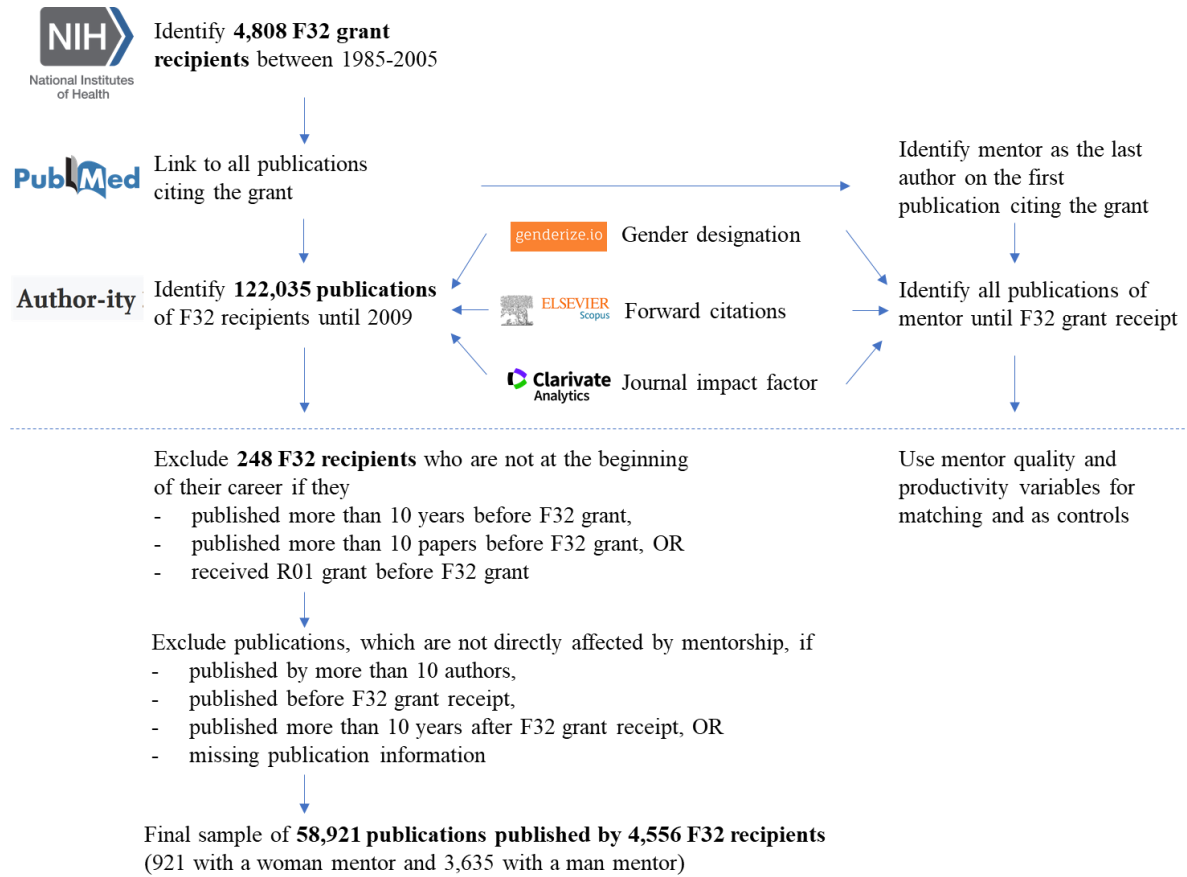 NIH
National Institutes
of Health
Identify 4,808 F32 grant
recipients between 1985-2005
PubMed
Link to all publications
citing the grant
Identify mentor as the last
author on the first
publication citing the grant
genderize.io
Gender designation
Author-ity
Identify 122,035 publications
of F32 recipients until 2009
ELSEVIER
Scopus
Forward citations
Identify all publications of
mentor until F32 grant receipt
Clarivate
Analytics
Journal impact factor
Exclude 248 F32 recipients who are not at the beginning
of their career if they
- published more than 10 years before F32 grant,
- published more than 10 papers before F32 grant, OR
- received R01 grant before F32 grant
Use mentor quality and
productivity variables for
matching and as controls
Exclude publications, which are not directly affected by mentorship, if
- published by more than 10 authors,
- published before F32 grant receipt,
- published more than 10 years after F32 grant receipt, OR
- missing publication information
Final sample of 58,921 publications published by 4,556 F32 recipients
(921 with a woman mentor and 3,635 with a man mentor)